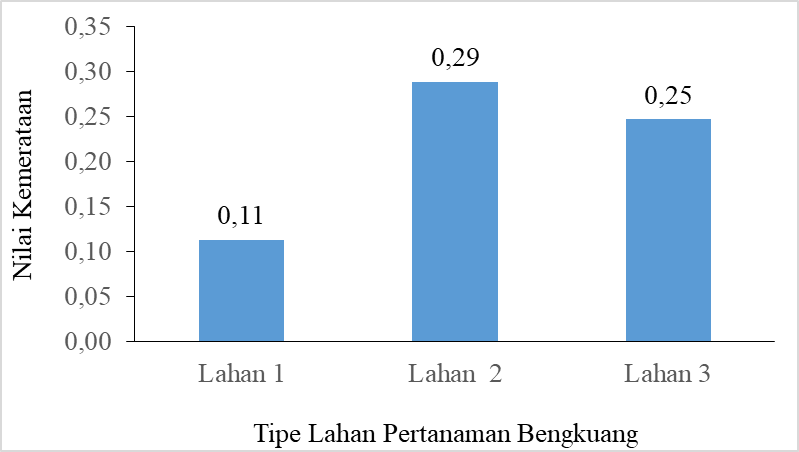 0,35
0,30
0,25
0,20
0,15
0,10
0,05
0,00
Nilai Kemerataan
0,11
0,29
0,25
Lahan 1
Lahan  2
Lahan 3
Tipe Lahan Pertanaman Bengkuang